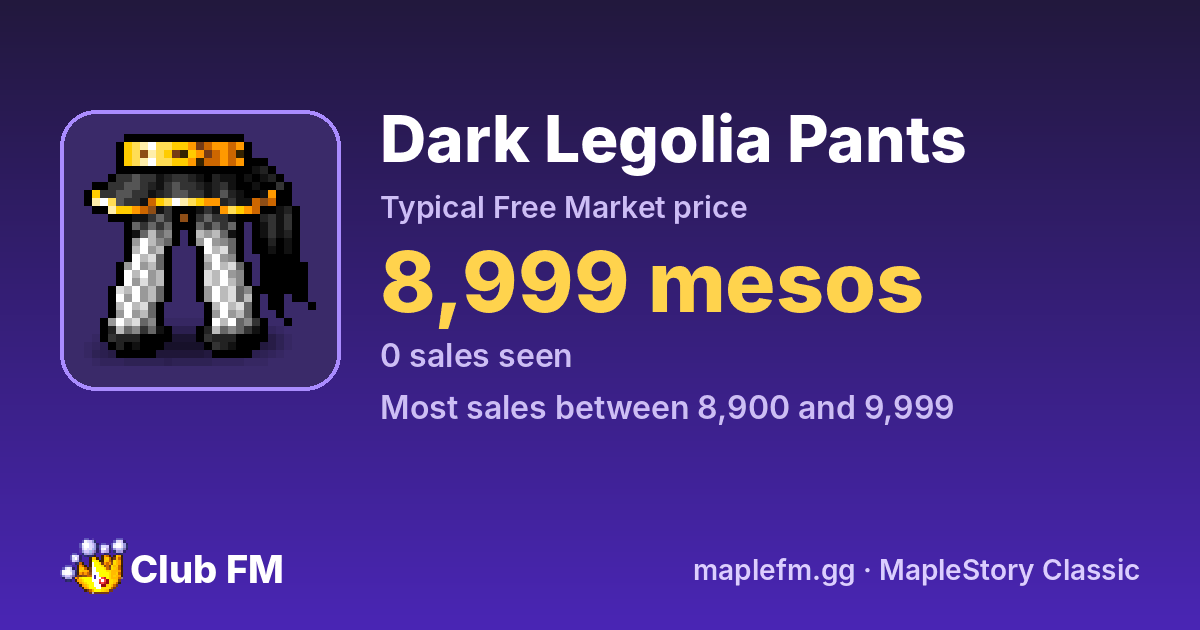 Dark Legolia Pants
Typical Free Market price
8,999 mesos
0 sales seen
Most sales between 8,900 and 9,999
Club FM
maplefm.gg · MapleStory Classic